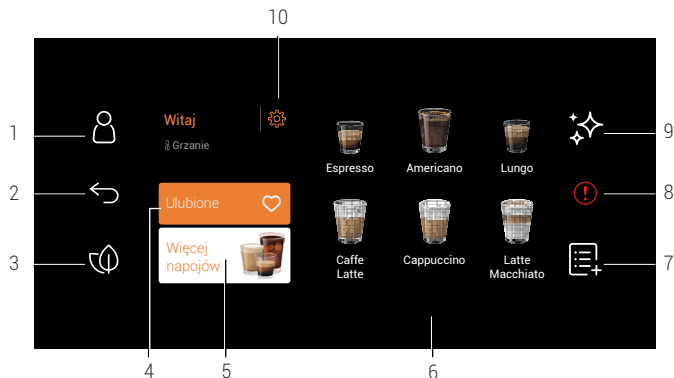 10
Witaj
Grzanie
Espresso
Americano
Lungo
1
9
2
Ulubione
8
Więcej
napojów
Caffe
Latte
Cappuccino
Latte
Macchiato
3
7
4
5
6